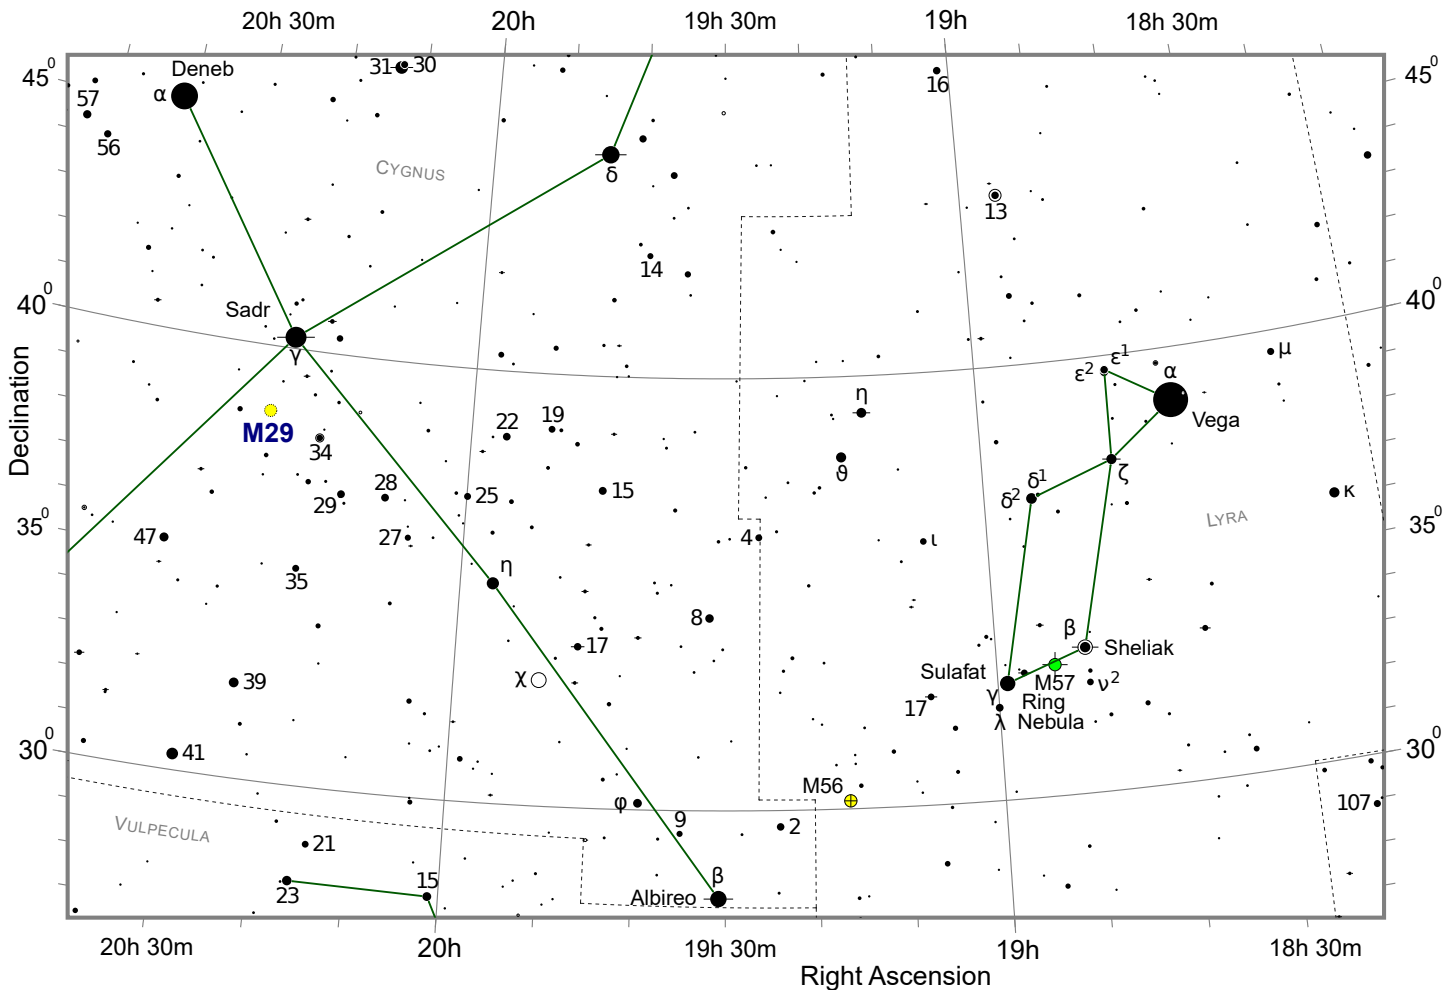 20h 30m 20h 19h 30m 19h 18h 30m
45⁰ 57 56 α Deneb 31 30 16 45⁰
CYGNUS
δ
13
14
40⁰ Sadr γ 40⁰
ε¹ ε² α μ
Vega
M29
34 22 19 η
ϑ ζ
28 29 25 15 δ¹ δ² κ
35⁰ 47 27 4 ι LYRA 35⁰
35 η
8 β Sheliak
17
39 χ Sulafat M57 ν²
17 γ Ring
λ Nebula
30⁰ 41 30⁰
M56
φ 9 2 107
VULPECULA
21
23 15 β
Albireo
20h 30m 20h 19h 30m 19h 18h 30m
Right Ascension
Declination